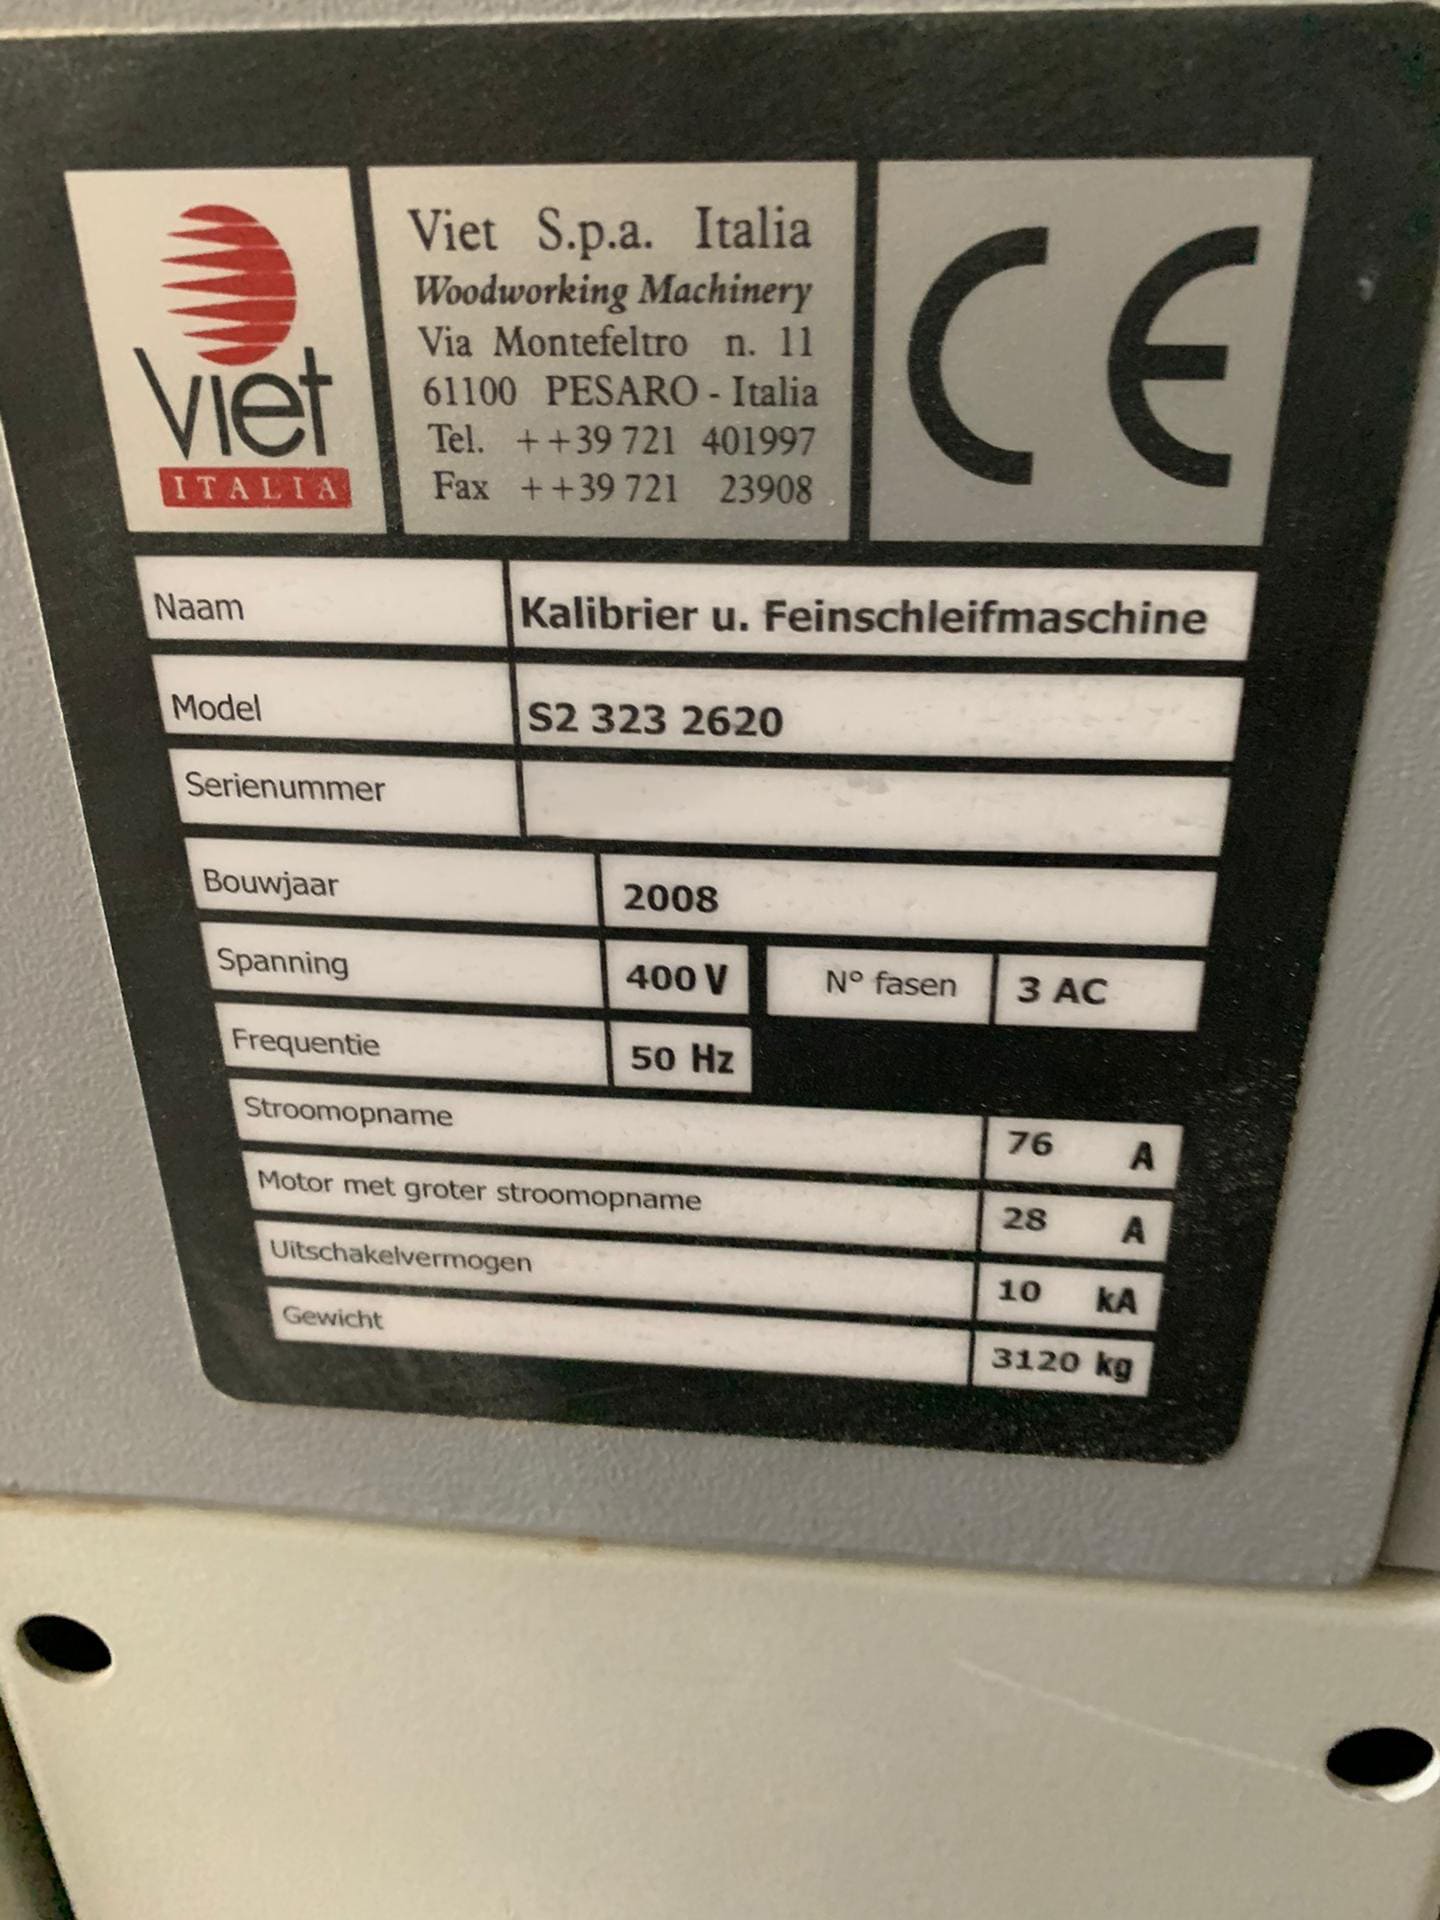 Viet
ITALIA
Viet S.p.a. Italia
Woodworking Machinery
Via Montefeltro n. 11
61100 PESARO - Italia
Tel. ++39 721 401997
Fax ++39 721 23908
CE
Naam Kalibrier u. Feinschleifmaschine
Model S2 323 2620
Serienummer
Bouwjaar 2008
Spanning 400 V N° fasen 3 AC
Frequentie 50 Hz
Stroomopname 76 A
Motor met groter stroomopname 28 A
Uitschakelvermogen 10 kA
Gewicht 3120 kg